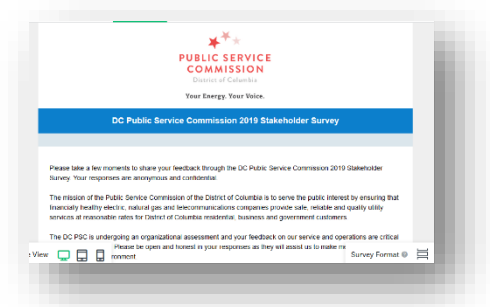 PUBLIC SERVICE
COMMISSION
District of Columbia
Your Energy. Your Voice.
DC Public Service Commission 2019 Stakeholder Survey
Please take a few moments to share your feedback through the DC Public Service Commission 2019 Stakeholder
Survey. Your responses are anonymous and confidential.
The mission of the Public Service Commission of the District of Columbia is to serve the public interest by ensuring that
financially healthy electric, natural gas and telecommunications companies provide safe, reliable and quality utility
services at reasonable rates for District of Columbia residential, business and government customers.
The DC PSC is undergoing an organizational assessment and your feedback on our service and operations are critical
Please be open and honest in your responses as they will assist us to make
View
ronment
Survey Format